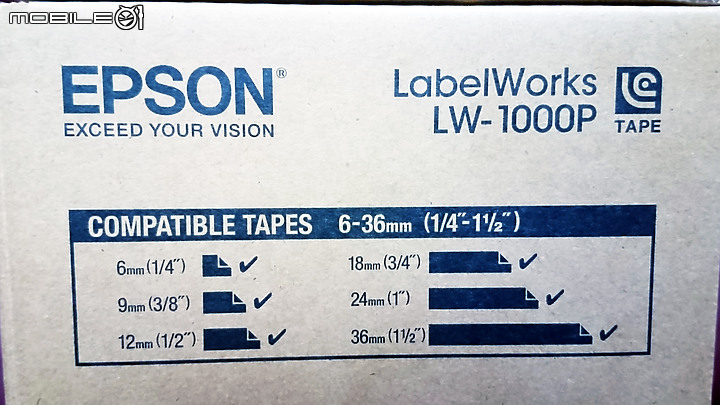 MOBILE01
EPSON®
EXCEED YOUR VISION
LabelWorks
LW-1000P
TAPE
COMPATIBLE TAPES 6-36mm (1/4˝-1½˝)
6mm (1/4˝) ✓
9mm (3/8˝) ✓
12mm (1/2˝) ✓
18mm (3/4˝) ✓
24mm (1˝) ✓
36mm (1½˝) ✓